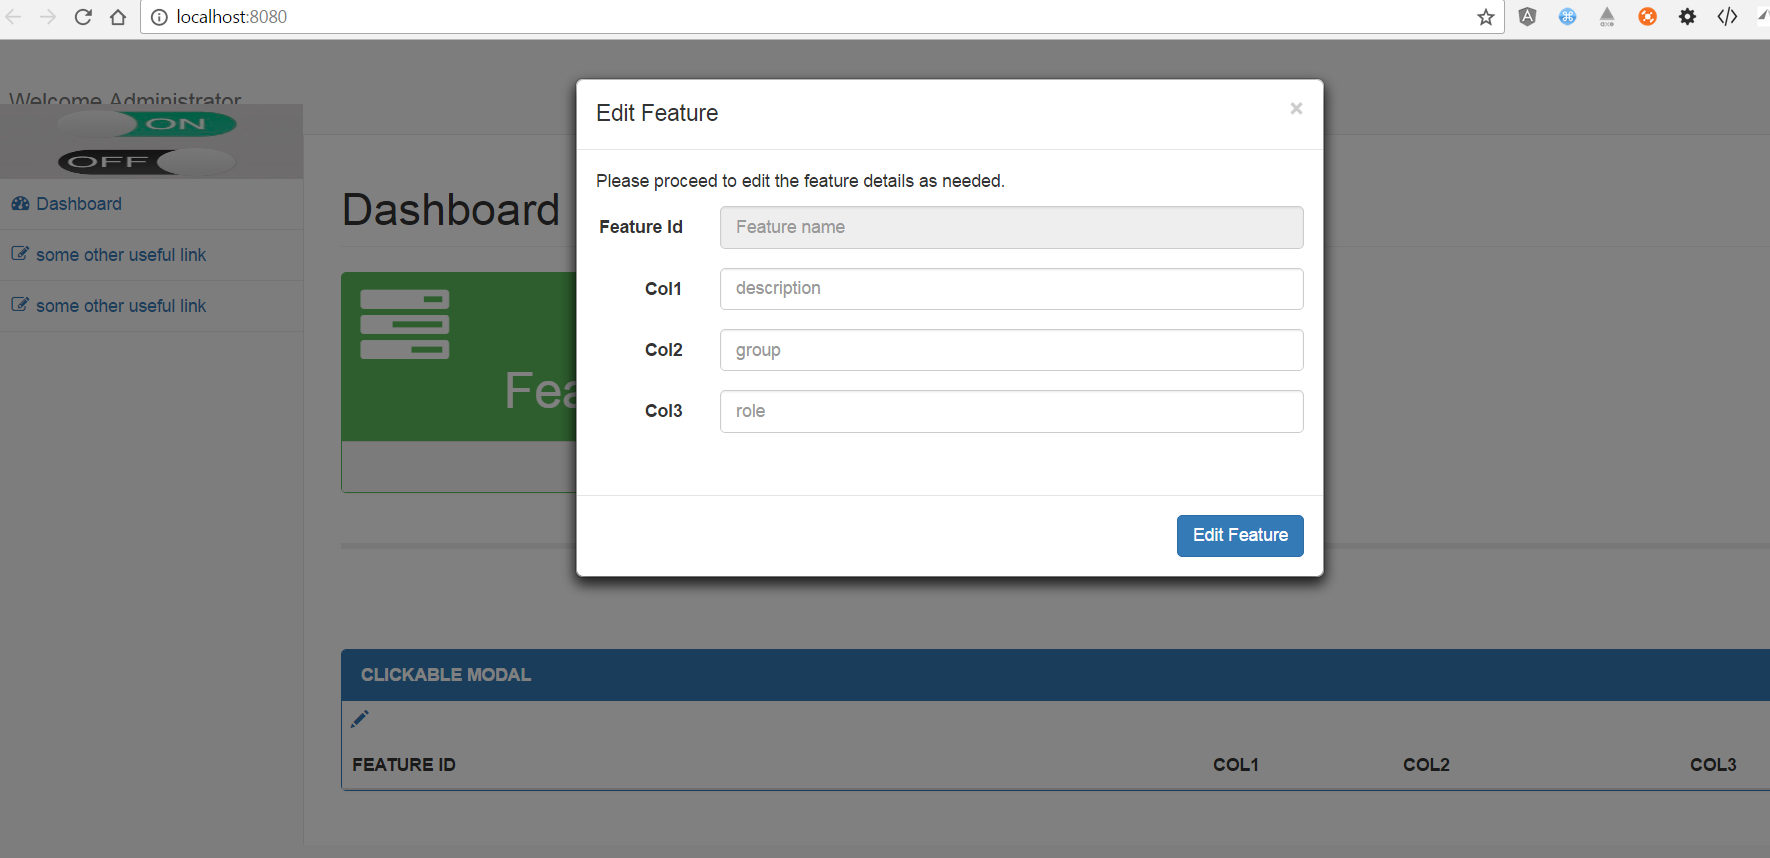 localhost:8080
Welcome Administrator
ON
OFF
Dashboard
some other useful link
some other useful link
Dashboard
Fea
Edit Feature
×
Please proceed to edit the feature details as needed.
Feature Id
Feature name
Col1
description
Col2
group
Col3
role
Edit Feature
CLICKABLE MODAL
FEATURE ID COL1 COL2 COL3